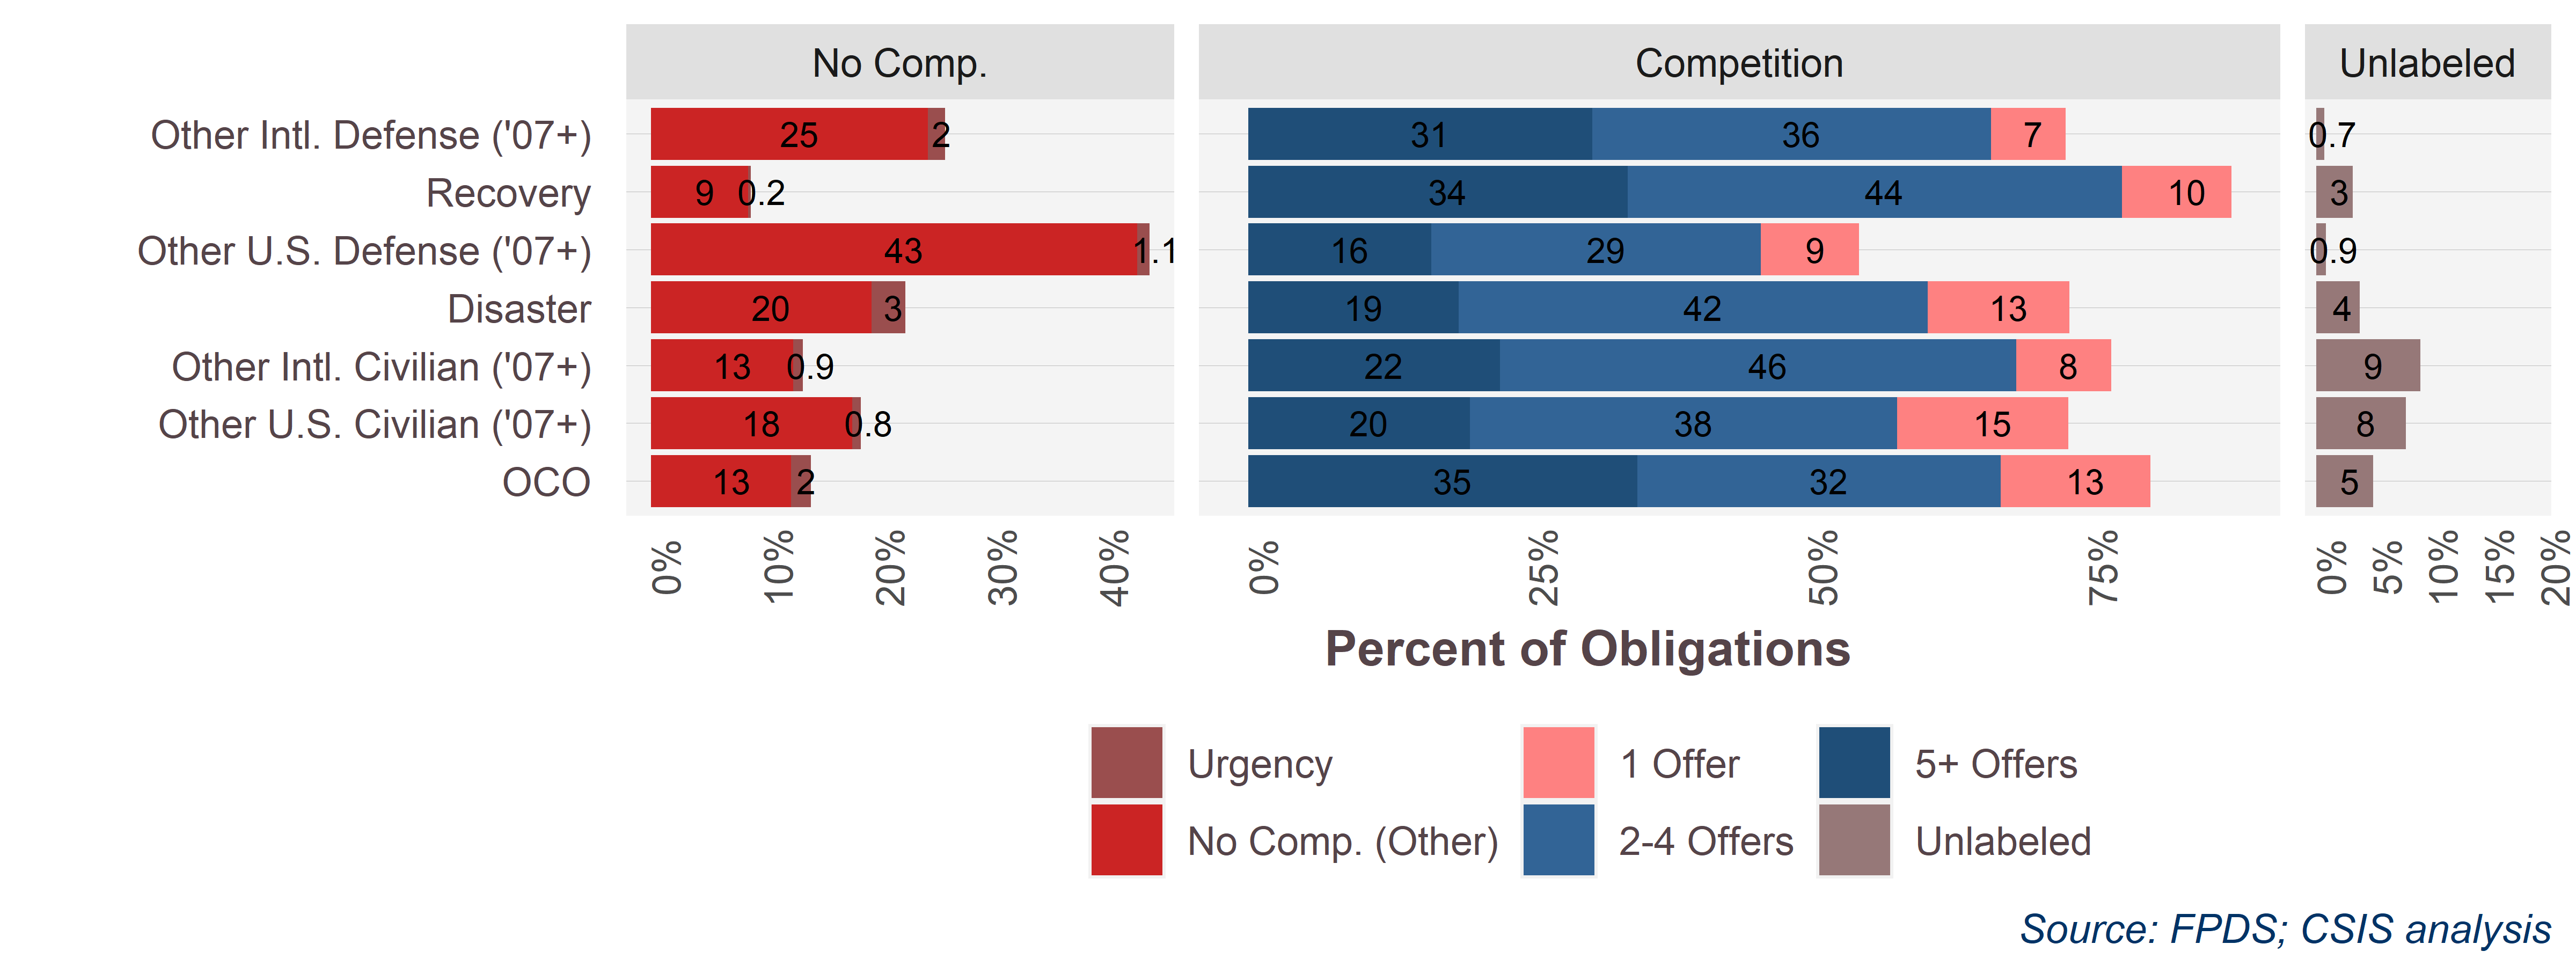 No Comp. Competition Unlabeled
Other Intl. Defense ('07+) 25 2 31 36 7 0.7
Recovery 9 0.2 34 44 10 3
Other U.S. Defense ('07+) 43 1.1 16 29 9 0.9
Disaster 20 3 19 42 13 4
Other Intl. Civilian ('07+) 13 0.9 22 46 8 9
Other U.S. Civilian ('07+) 18 0.8 20 38 15 8
OCO 13 2 35 32 13 5
0% 10% 20% 30% 40% 0% 25% 50% 75% 0% 5% 10% 15% 20%
Percent of Obligations
Urgency 1 Offer 5+ Offers
No Comp. (Other) 2-4 Offers Unlabeled
Source: FPDS; CSIS analysis